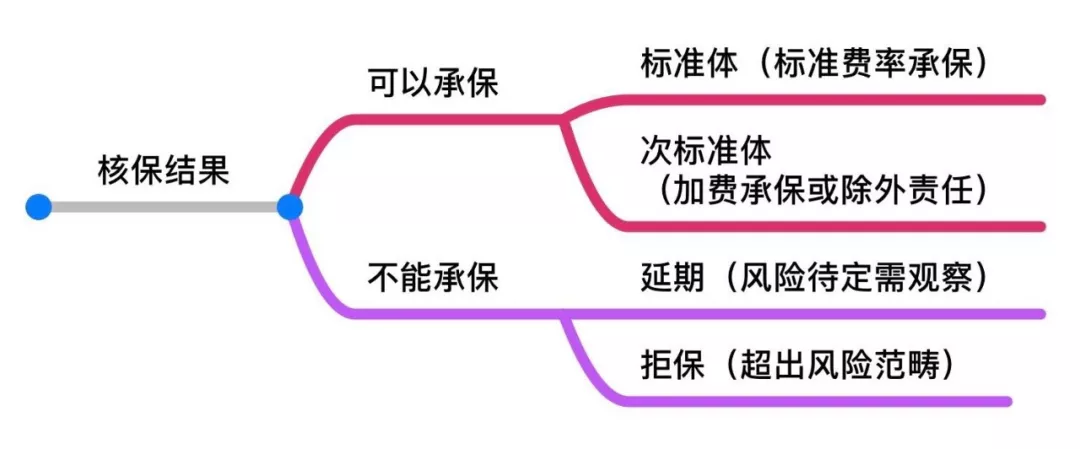 核保结果
可以承保
标准体（标准费率承保）
次标准体
（加费承保或除外责任）
不能承保
延期（风险待定需观察）
拒保（超出风险范畴）